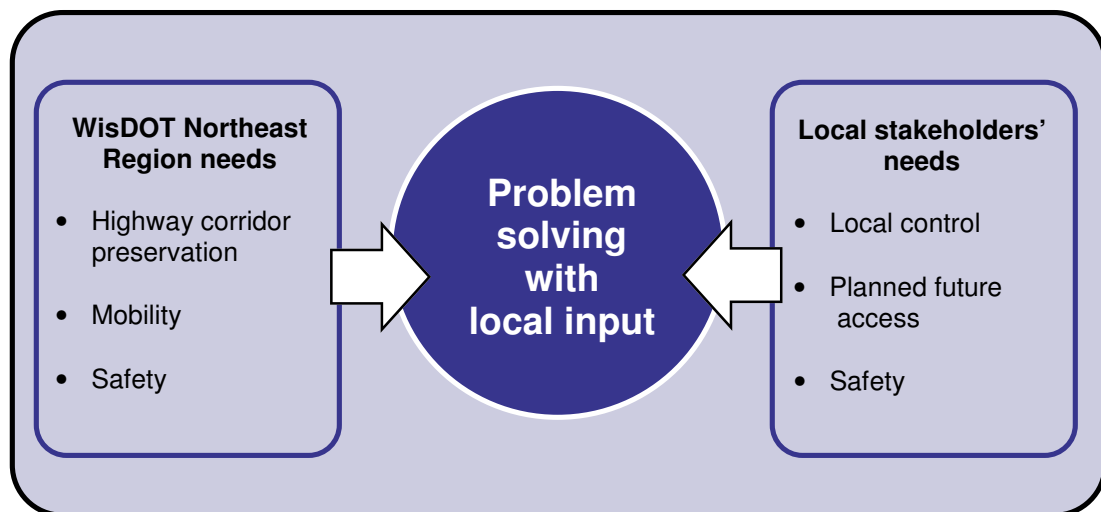 WisDOT Northeast
Region needs
• Highway corridor
preservation
• Mobility
• Safety
Problem
solving
with
local input
Local stakeholders’
needs
• Local control
• Planned future
access
• Safety